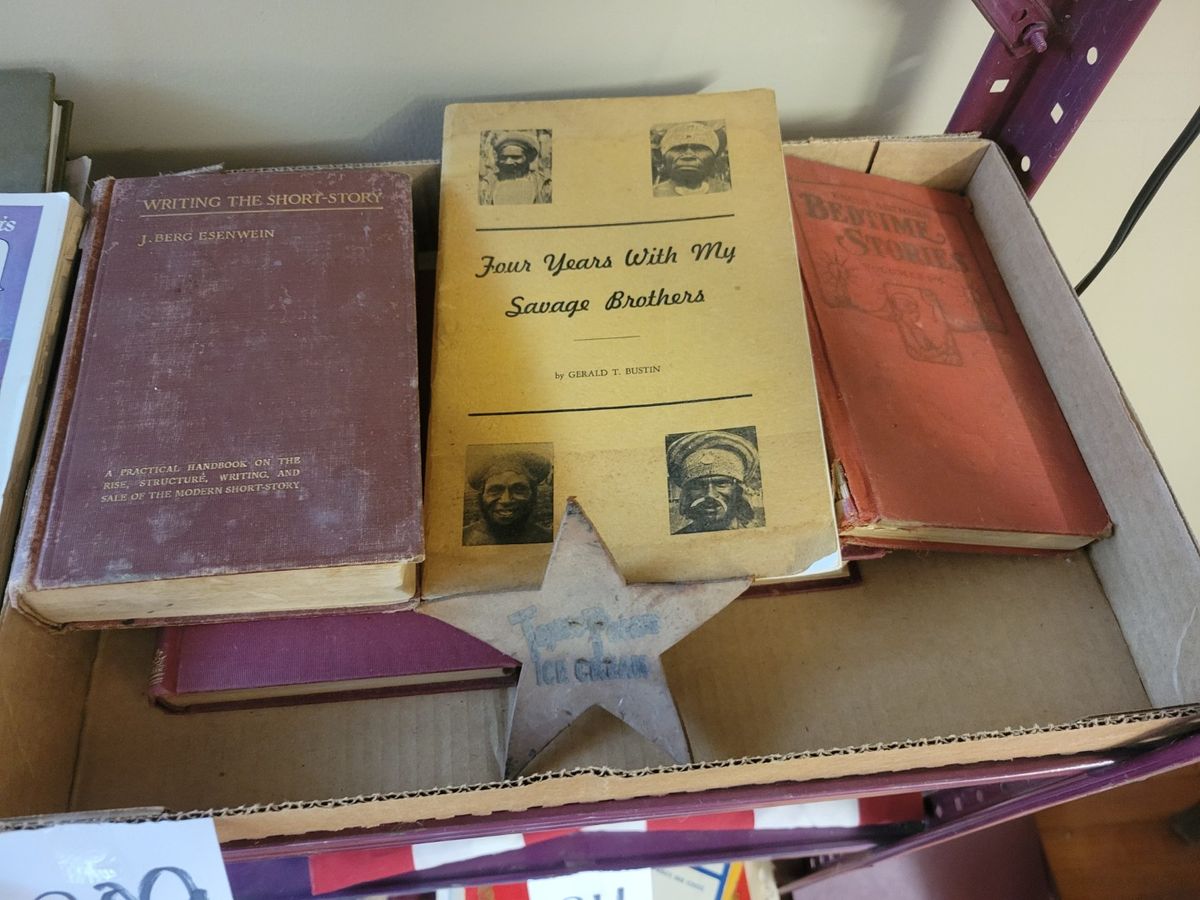 WRITING THE SHORT-STORY
J. BERG ESENWEIN
A PRACTICAL HANDBOOK ON THE
RISE, STRUCTURE, WRITING, AND
SALE OF THE MODERN SHORT-STORY
Four Years With My
Savage Brothers
by GERALD T. BUSTIN
BEDTIME
STORIES
ICE CREAM